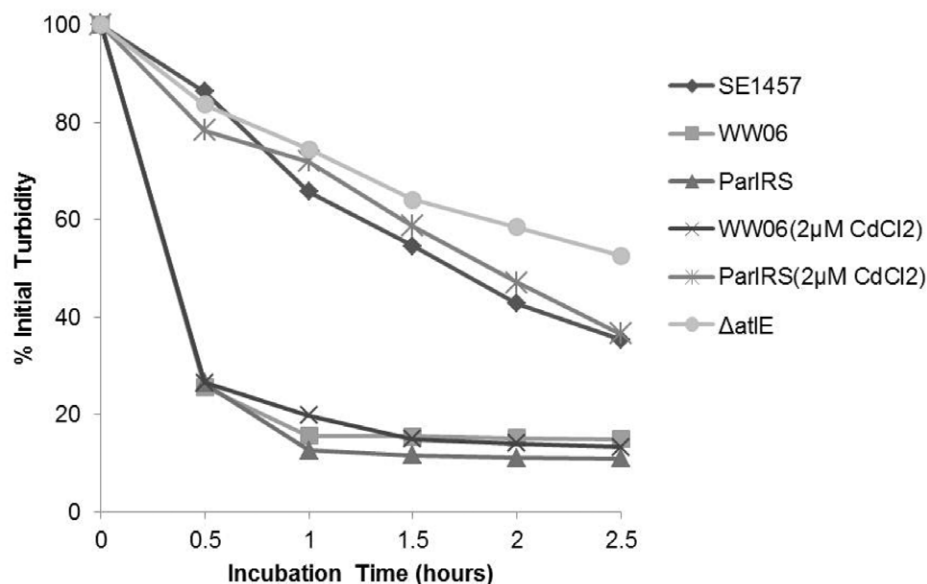 100
80
60
40
20
0
% Initial Turbidity
0 0.5 1 1.5 2 2.5
Incubation Time (hours)
SE1457
WW06
ParlRS
WW06(2μM CdCl2)
ParlRS(2μM CdCl2)
ΔatlE